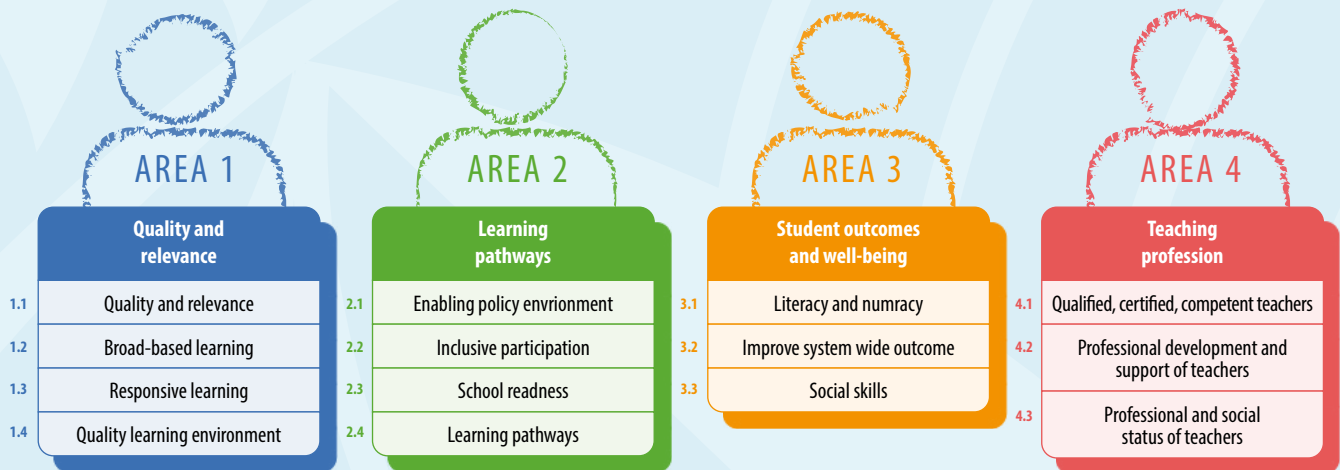 AREA 1
Quality and
relevance
1.1 Quality and relevance
1.2 Broad-based learning
1.3 Responsive learning
1.4 Quality learning environment
AREA 2
Learning
pathways
2.1 Enabling policy envrionment
2.2 Inclusive participation
2.3 School readness
2.4 Learning pathways
AREA 3
Student outcomes
and well-being
3.1 Literacy and numracy
3.2 Improve system wide outcome
3.3 Social skills
AREA 4
Teaching
profession
4.1 Qualified, certified, competent teachers
4.2 Professional development and
support of teachers
4.3 Professional and social
status of teachers